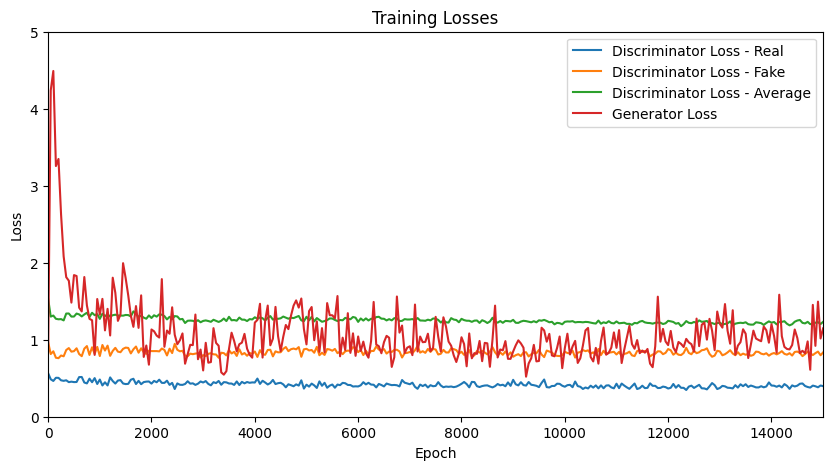 Training Losses
Discriminator Loss - Real
Discriminator Loss - Fake
Discriminator Loss - Average
Generator Loss
5
4
3
2
1
0
Loss
0 2000 4000 6000 8000 10000 12000 14000
Epoch